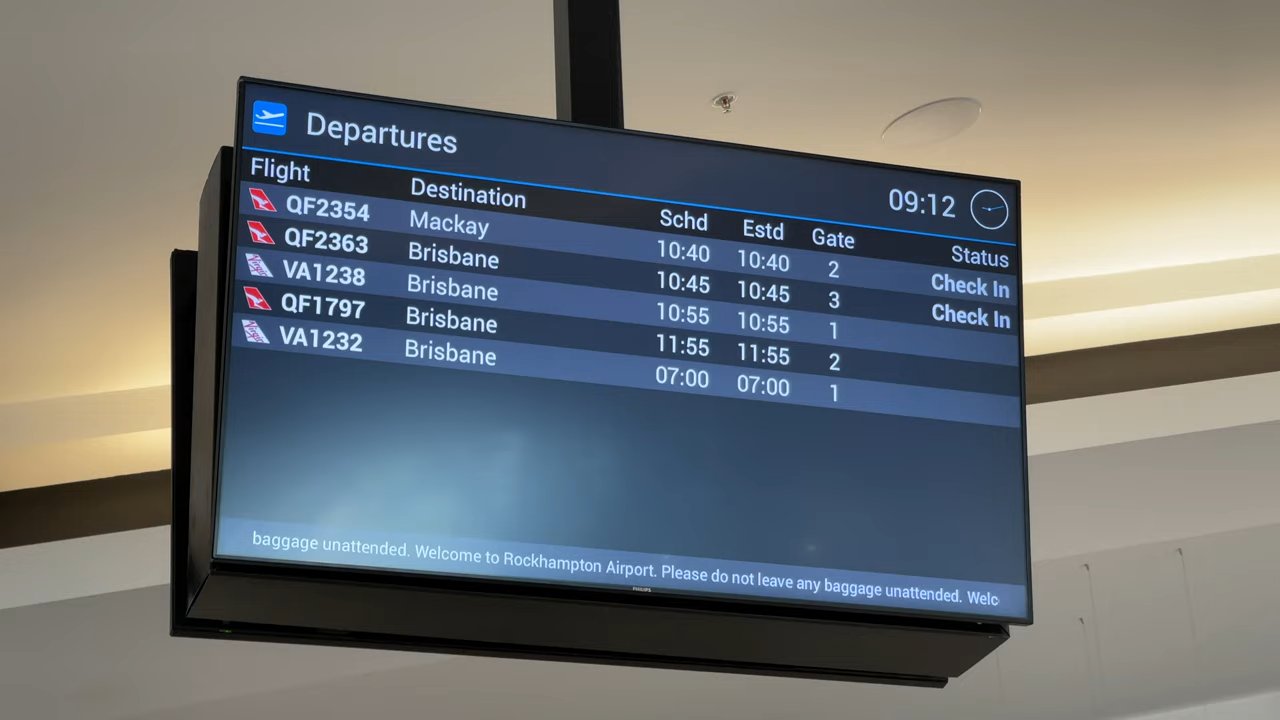 Departures
09:12
Flight Destination Schd Estd Gate Status
QF2354 Mackay 10:40 10:40 2 Check In
QF2363 Brisbane 10:45 10:45 3 Check In
VA1238 Brisbane 10:55 10:55 1
QF1797 Brisbane 11:55 11:55 2
VA1232 Brisbane 07:00 07:00 1
baggage unattended. Welcome to Rockhampton Airport. Please do not leave any baggage unattended. Welc
PHILIPS